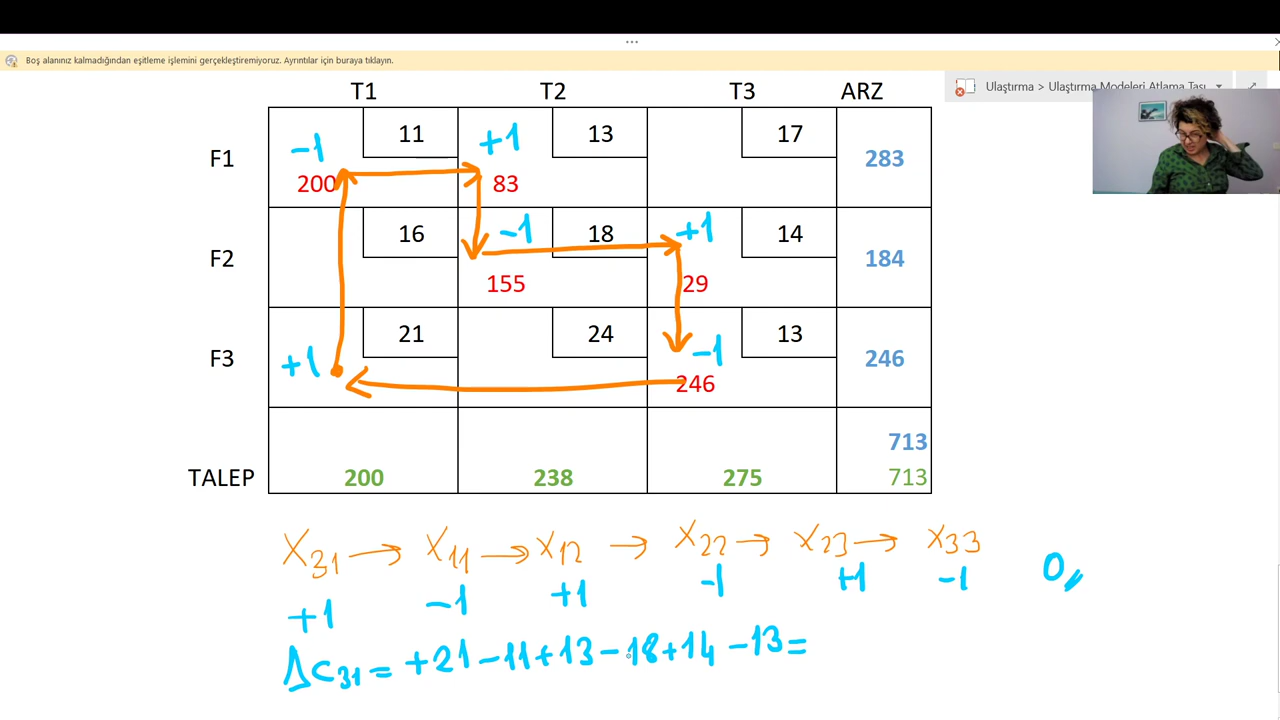 ...
Boş alanınız kalmadığından eşitleme işlemini gerçekleştiremiyoruz. Ayrıntılar için buraya tıklayın.
Ulaştırma > Ulaştırma Modeleri Atlama Taşı
T1 T2 T3 ARZ
F1 -1 200 11 +1 83 13 17 283
F2 16 -1 155 18 +1 29 14 184
F3 +1 21 24 -1 246 13 246
713
TALEP 200 238 275 713
X31 → X11 → X12 → X22 → X23 → X33
+1 -1 +1 -1 +1 -1 0,
ΔC31 = +21 -11 +13 -18 +14 -13 =